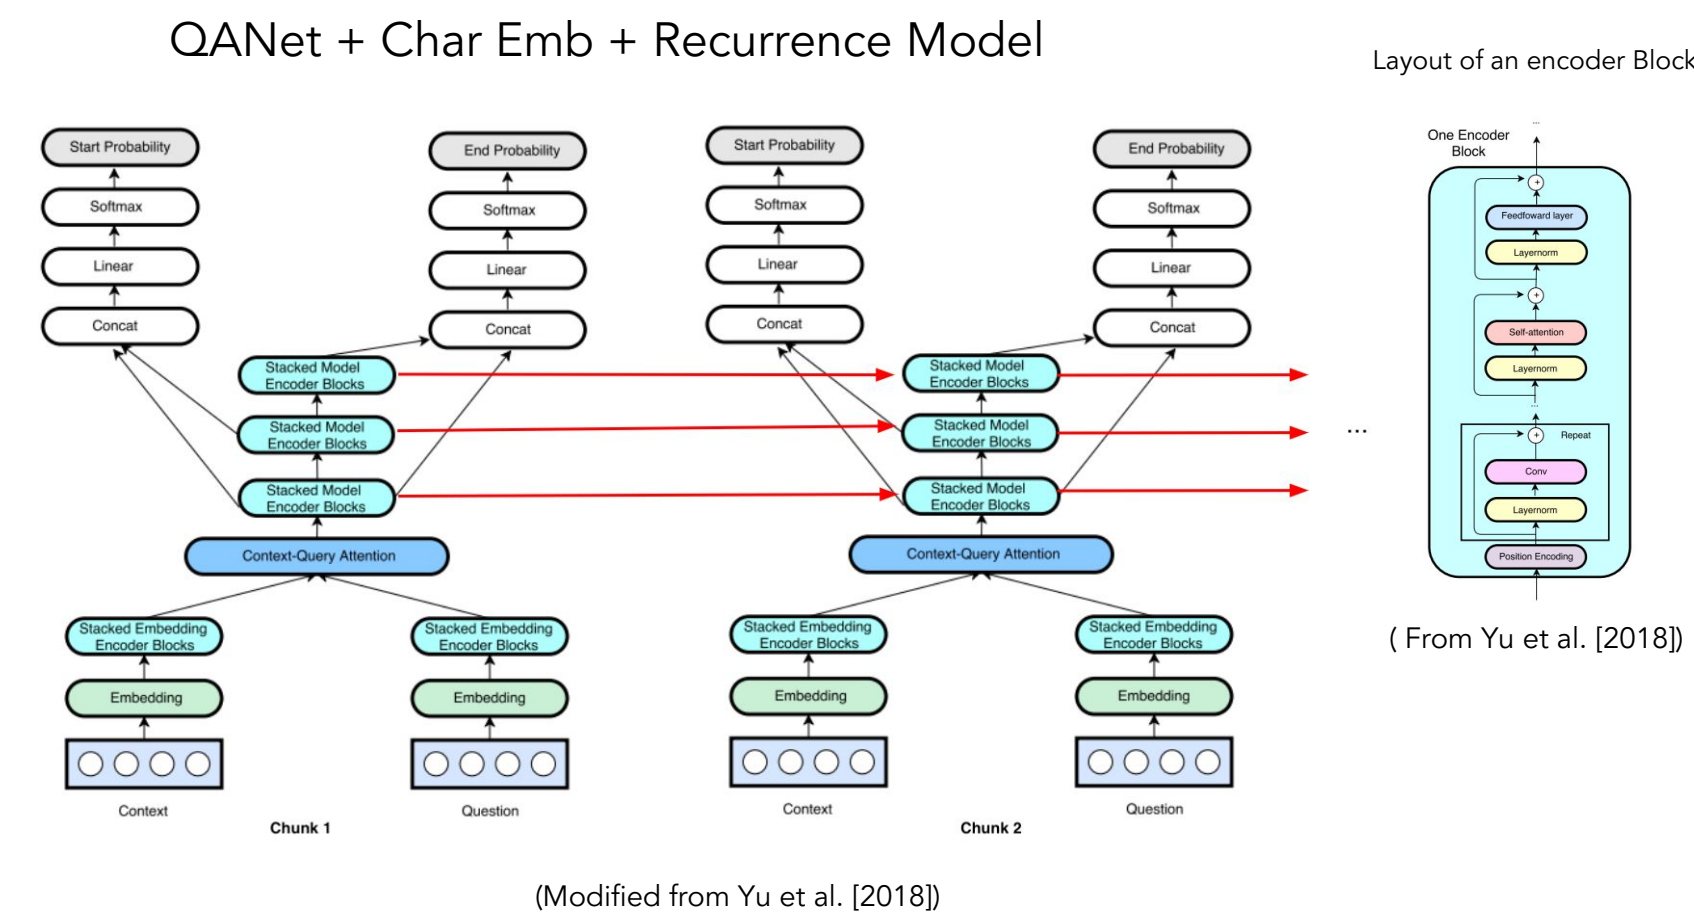 QANet + Char Emb + Recurrence Model
Layout of an encoder Block
Start Probability
Softmax
Linear
Concat
End Probability
Softmax
Linear
Concat
Stacked Model
Encoder Blocks
Stacked Model
Encoder Blocks
Stacked Model
Encoder Blocks
Context-Query Attention
Stacked Embedding
Encoder Blocks
Stacked Embedding
Encoder Blocks
Embedding
Embedding
Context
Question
Chunk 1
Start Probability
Softmax
Linear
Concat
End Probability
Softmax
Linear
Concat
Stacked Model
Encoder Blocks
Stacked Model
Encoder Blocks
Stacked Model
Encoder Blocks
Context-Query Attention
Stacked Embedding
Encoder Blocks
Stacked Embedding
Encoder Blocks
Embedding
Embedding
Context
Question
Chunk 2
...
...
One Encoder
Block
+
Feedfoward layer
Layernorm
+
Self-attention
Layernorm
...
+
Repeat
Conv
Layernorm
Position Encoding
( From Yu et al. [2018])
(Modified from Yu et al. [2018])